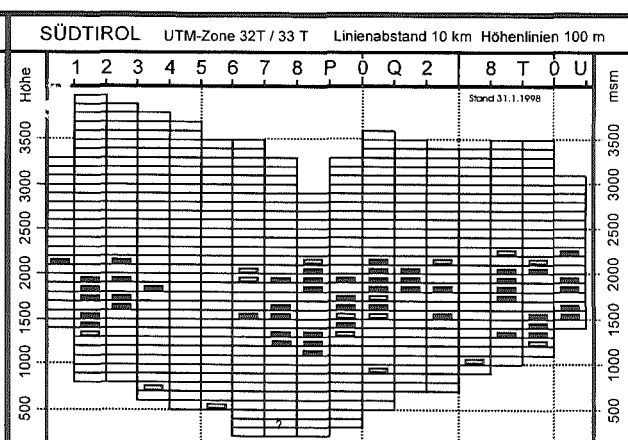 SÜDTIROL UTM-Zone 32T / 33 T Linienabstand 10 km Höhenlinien 100 m
Höhe 1 2 3 4 5 6 7 8 P 0 Q 2 8 T 0 U msm
Stand 31.1.1998
3500 3500
3000 3000
2500 2500
2000 2000
1500 1500
1000 1000
500 500
?